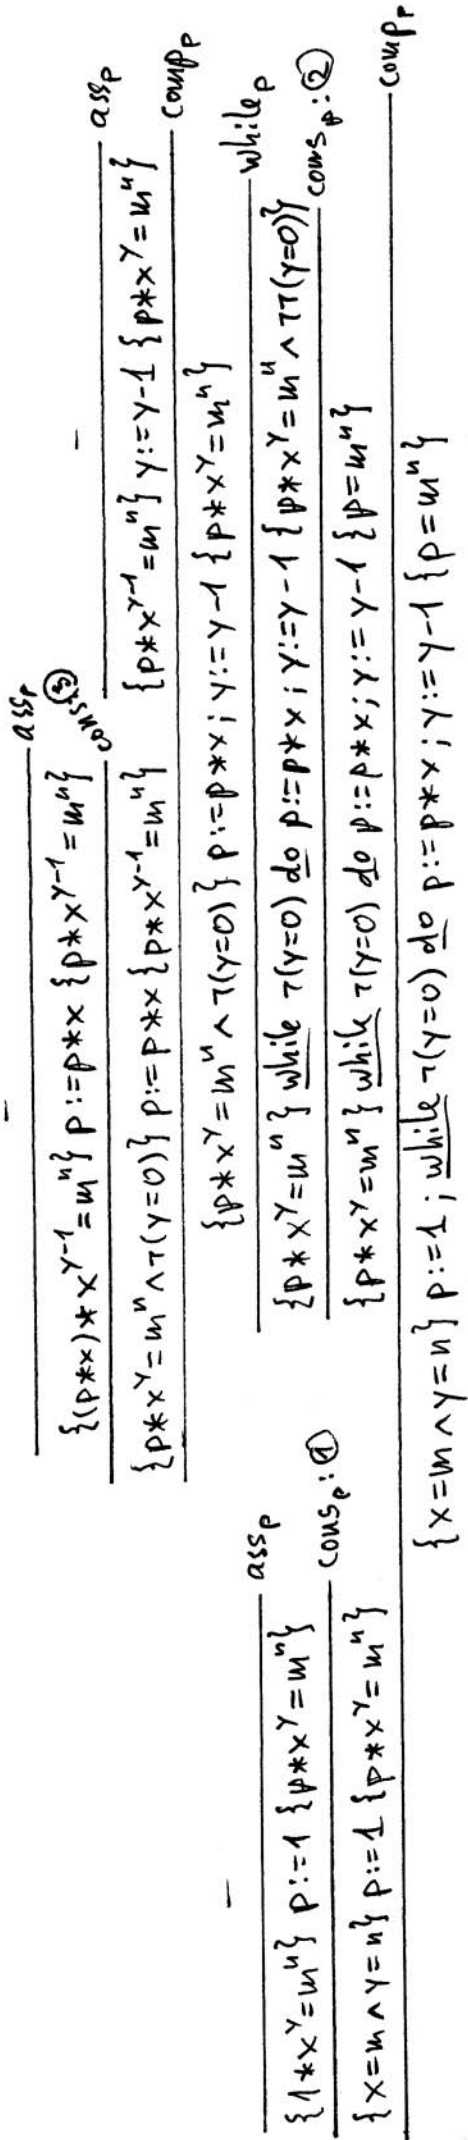 — ass_p
{(p*x)*x^{y-1}=m^n} p:=p*x {p*x^{y-1}=m^n} cons_p ③ — ass_p
{p*x^y=m^n ∧ ¬(y=0)} p:=p*x {p*x^{y-1}=m^n} {p*x^{y-1}=m^n} y:=y-1 {p*x^y=m^n} comp_p
{p*x^y=m^n ∧ ¬(y=0)} p:=p*x; y:=y-1 {p*x^y=m^n}
— ass_p while_p
{1*x^y=m^n} p:=1 {p*x^y=m^n} cons_p:① {p*x^y=m^n} while ¬(y=0) do p:=p*x; y:=y-1 {p*x^y=m^n ∧ ¬¬(y=0)} cons_p:②
{x=m ∧ y=n} p:=1 {p*x^y=m^n} {p*x^y=m^n} while ¬(y=0) do p:=p*x; y:=y-1 {p=m^n} comp_p
{x=m ∧ y=n} p:=1; while ¬(y=0) do p:=p*x; y:=y-1 {p=m^n}